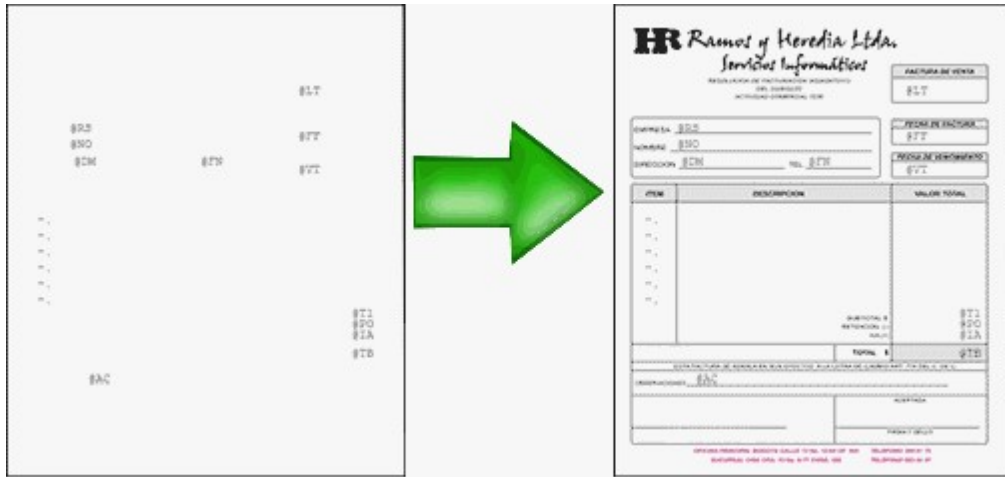 @LT
@RS
@NO
@FF
@DM @TN
@VT
".
".
".
".
".
".
@T1
@PO
@IA
@TB
@AC
HR Ramos y Heredia Ltda.
Servicios Informáticos
FACTURA DE VENTA
@LT
EMPRESA @RS
NOMBRE @NO
DIRECCION @DM TEL @TN
FECHA DE FACTURA
@FF
FECHA DE VENCIMIENTO
@VT
ITEM DESCRIPCION VALOR TOTAL
".
".
".
".
".
".
SUBTOTAL $ @T1
RETENCION (-) @PO
@IA
TOTAL $ @TB
OBSERVACIONES @AC
ACEPTADA
FIRMA Y SELLO